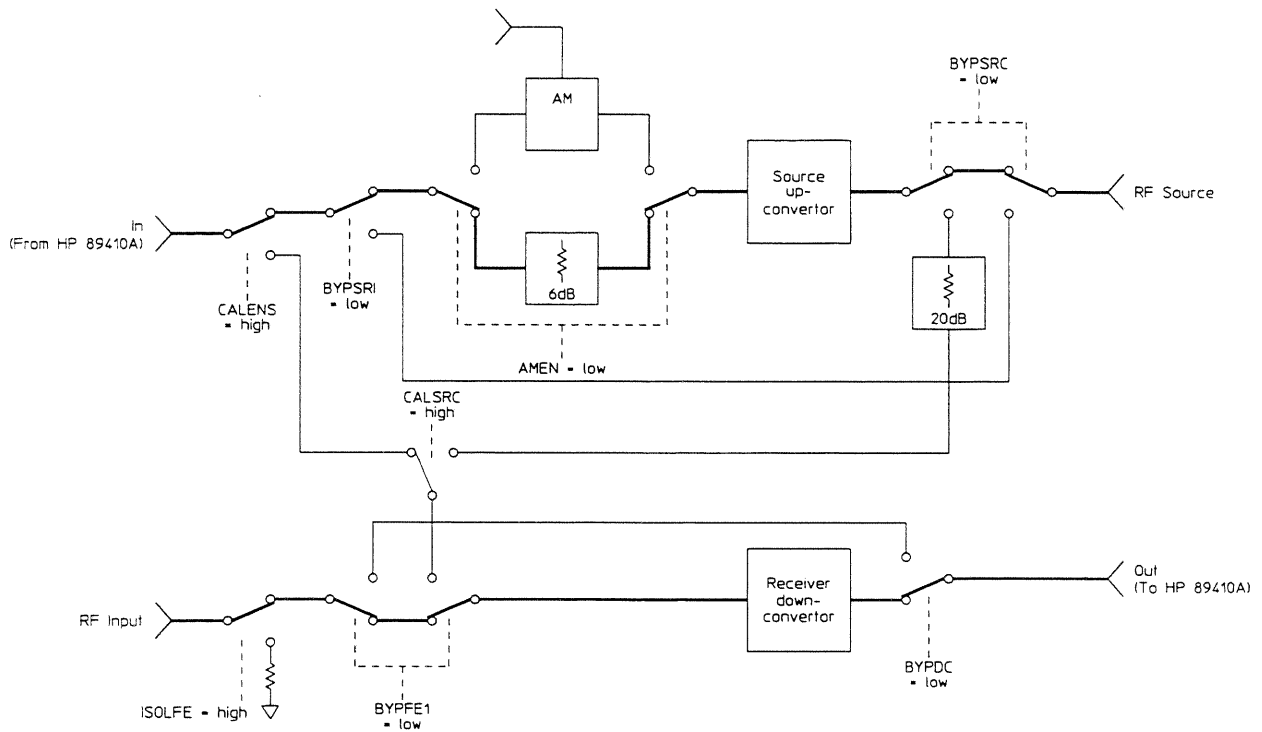 AM
BYPSRC
= low
Source
up-
convertor
RF Source
In
(From HP 89410A)
6dB
BYPSRI
= low
CALENS
= high
20dB
AMEN = low
CALSRC
= high
Receiver
down-
convertor
Out
(To HP 89410A)
RF Input
BYPDC
= low
ISOLFE = high
BYPFE1
= low